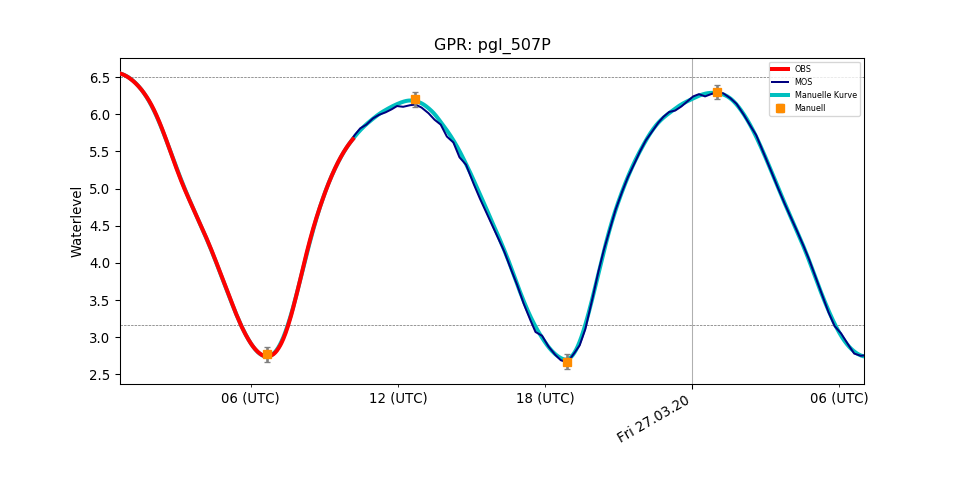 GPR: pgl_507P
OBS
MOS
Manuelle Kurve
Manuell
Waterlevel
6.5
6.0
5.5
5.0
4.5
4.0
3.5
3.0
2.5
06 (UTC)
12 (UTC)
18 (UTC)
Fri 27.03.20
06 (UTC)